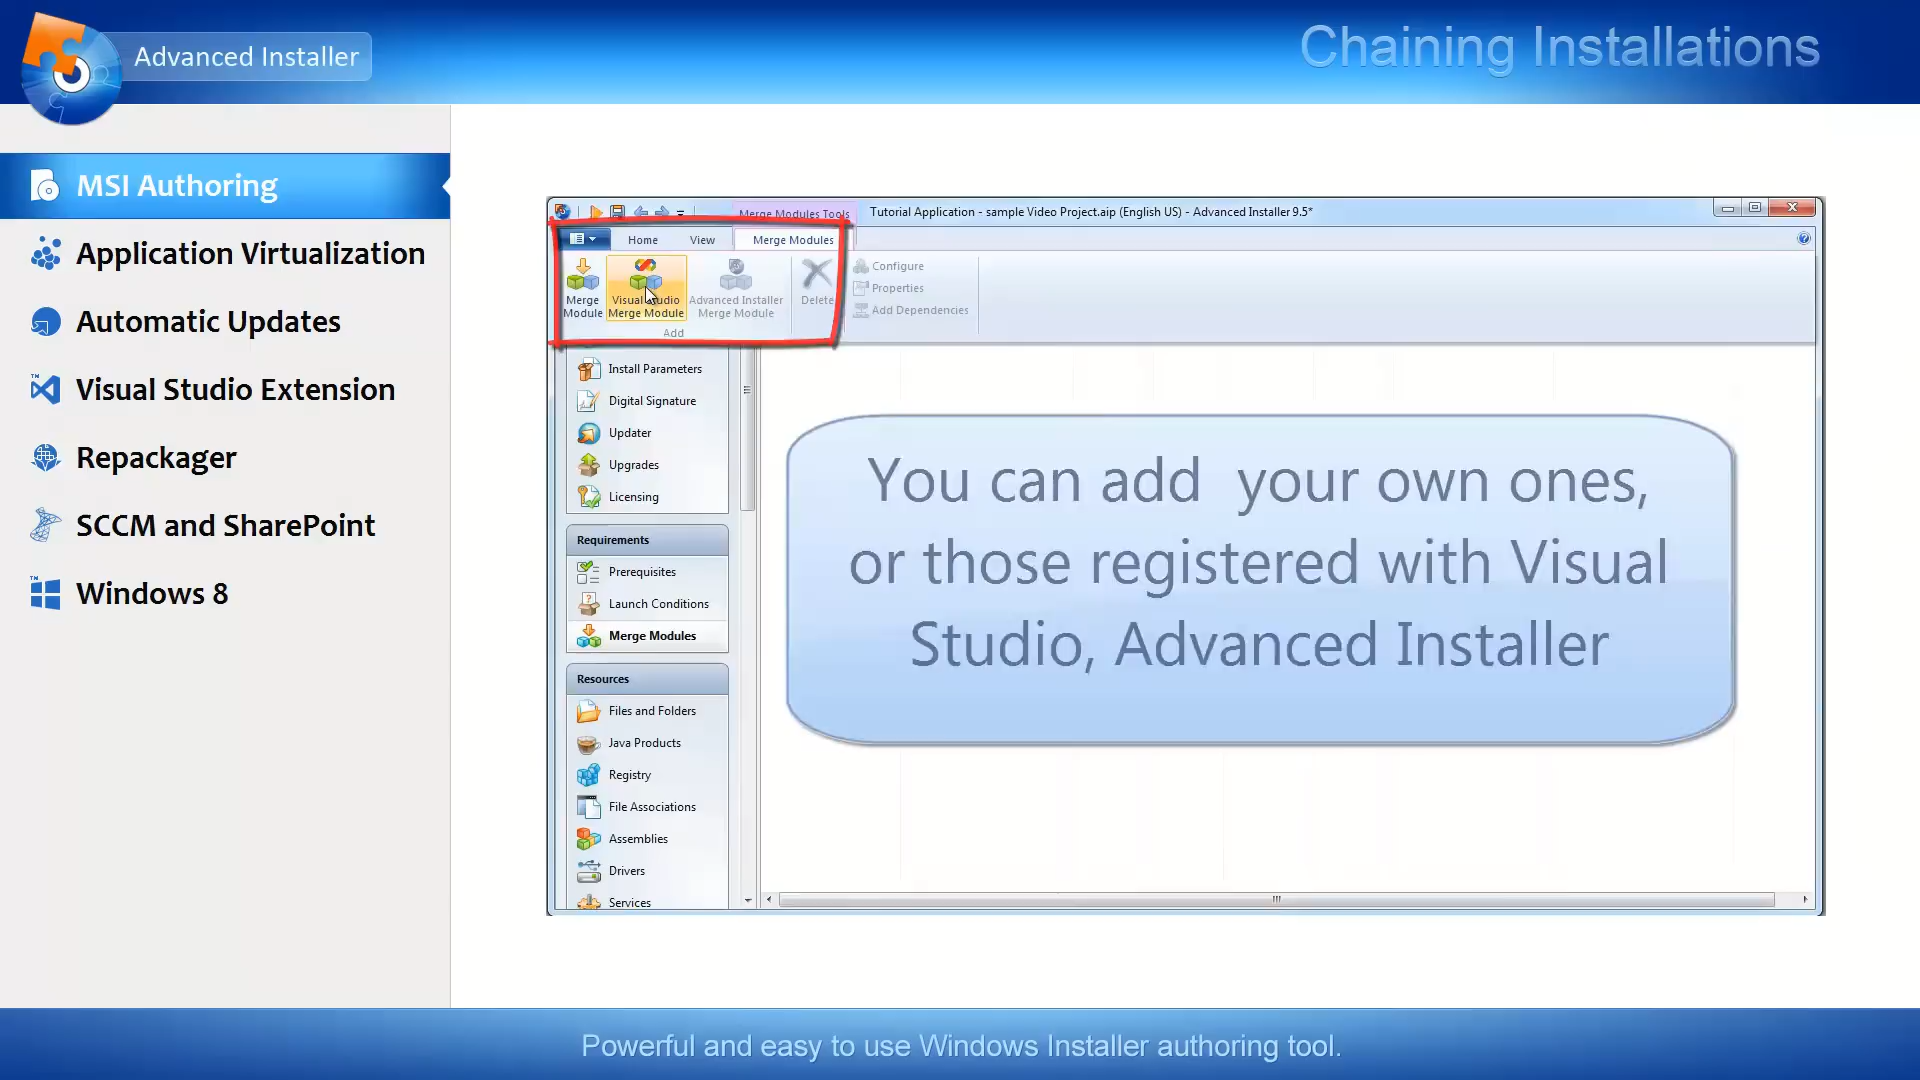 Advanced Installer
Chaining Installations
MSI Authoring
Application Virtualization
Automatic Updates
TM
Visual Studio Extension
Repackager
SCCM and SharePoint
TM
Windows 8
Merge Modules Tools
Tutorial Application - sample Video Project.aip (English US) - Advanced Installer 9.5*
Home
View
Merge Modules
Merge
Module
Visual Studio
Merge Module
Advanced Installer
Merge Module
Delete
Add
Configure
Properties
Add Dependencies
Install Parameters
Digital Signature
Updater
Upgrades
Licensing
Requirements
Prerequisites
Launch Conditions
Merge Modules
Resources
Files and Folders
Java Products
Registry
File Associations
Assemblies
Drivers
Services
You can add your own ones,
or those registered with Visual
Studio, Advanced Installer
Powerful and easy to use Windows Installer authoring tool.